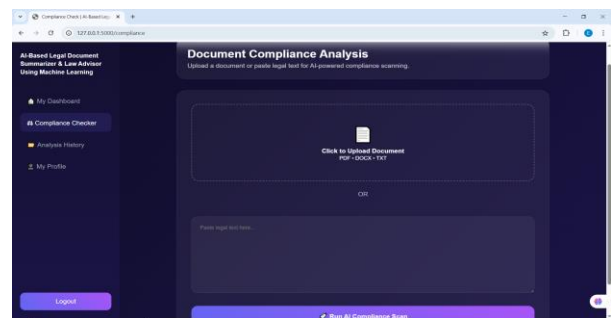 Compliance Check | AI-Based Leg
127.0.0.1:5000/compliance
AI-Based Legal Document
Summarizer & Law Advisor
Using Machine Learning
My Dashboard
Compliance Checker
Analysis History
My Profile
Logout
Document Compliance Analysis
Upload a document or paste legal text for AI-powered compliance scanning.
Click to Upload Document
PDF • DOCX • TXT
OR
Paste legal text here...
Run AI Compliance Scan